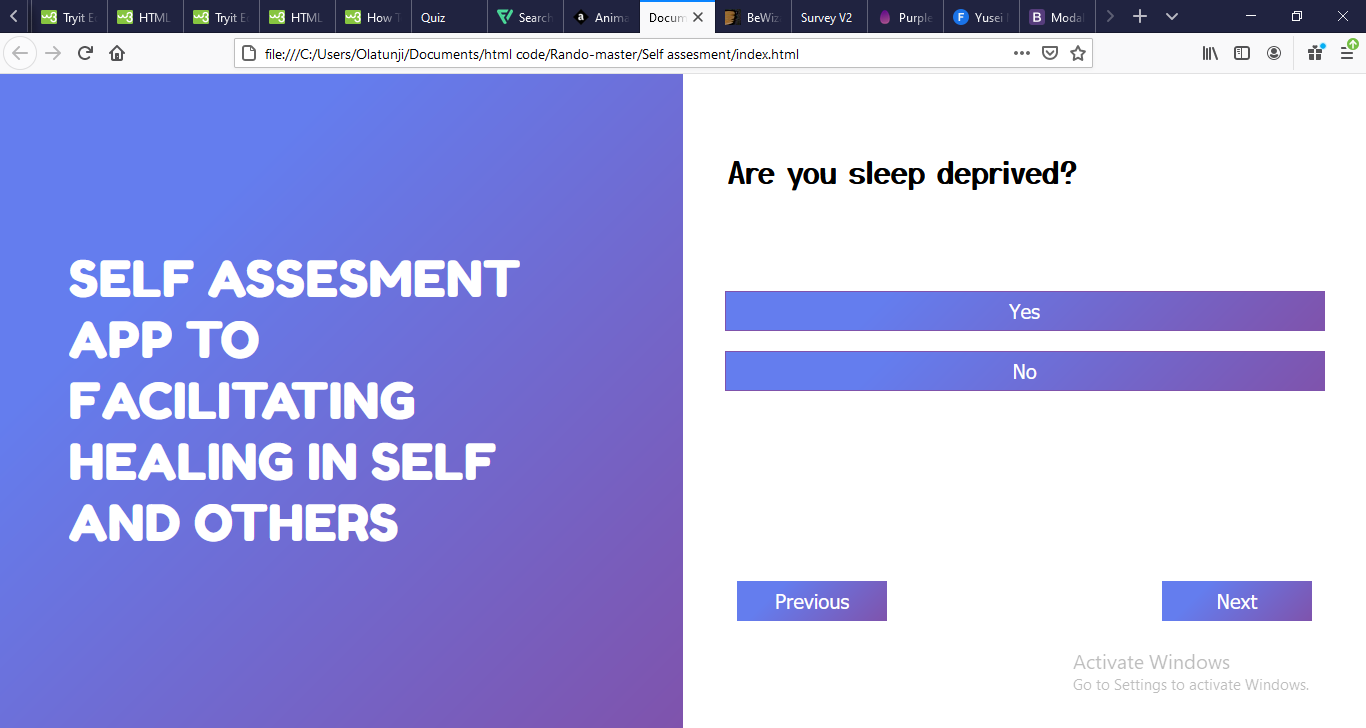 Tryit E
HTML
Tryit E
HTML
How T
Quiz
Search
Anima
Docum
BeWiza
Survey V2
Purple
Yusei
Modal
file:///C:/Users/Olatunji/Documents/html code/Rando-master/Self assesment/index.html
SELF ASSESMENT
APP TO
FACILITATING
HEALING IN SELF
AND OTHERS
Are you sleep deprived?
Yes
No
Previous
Next
Activate Windows
Go to Settings to activate Windows.